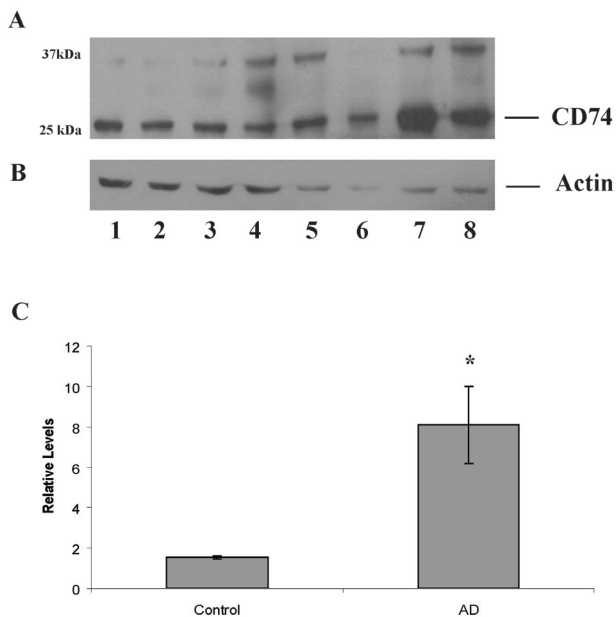 A
37kDa
25 kDa
CD74
B
Actin
1 2 3 4 5 6 7 8
C
12
10
8
6
4
2
0
Relative Levels
*
Control AD